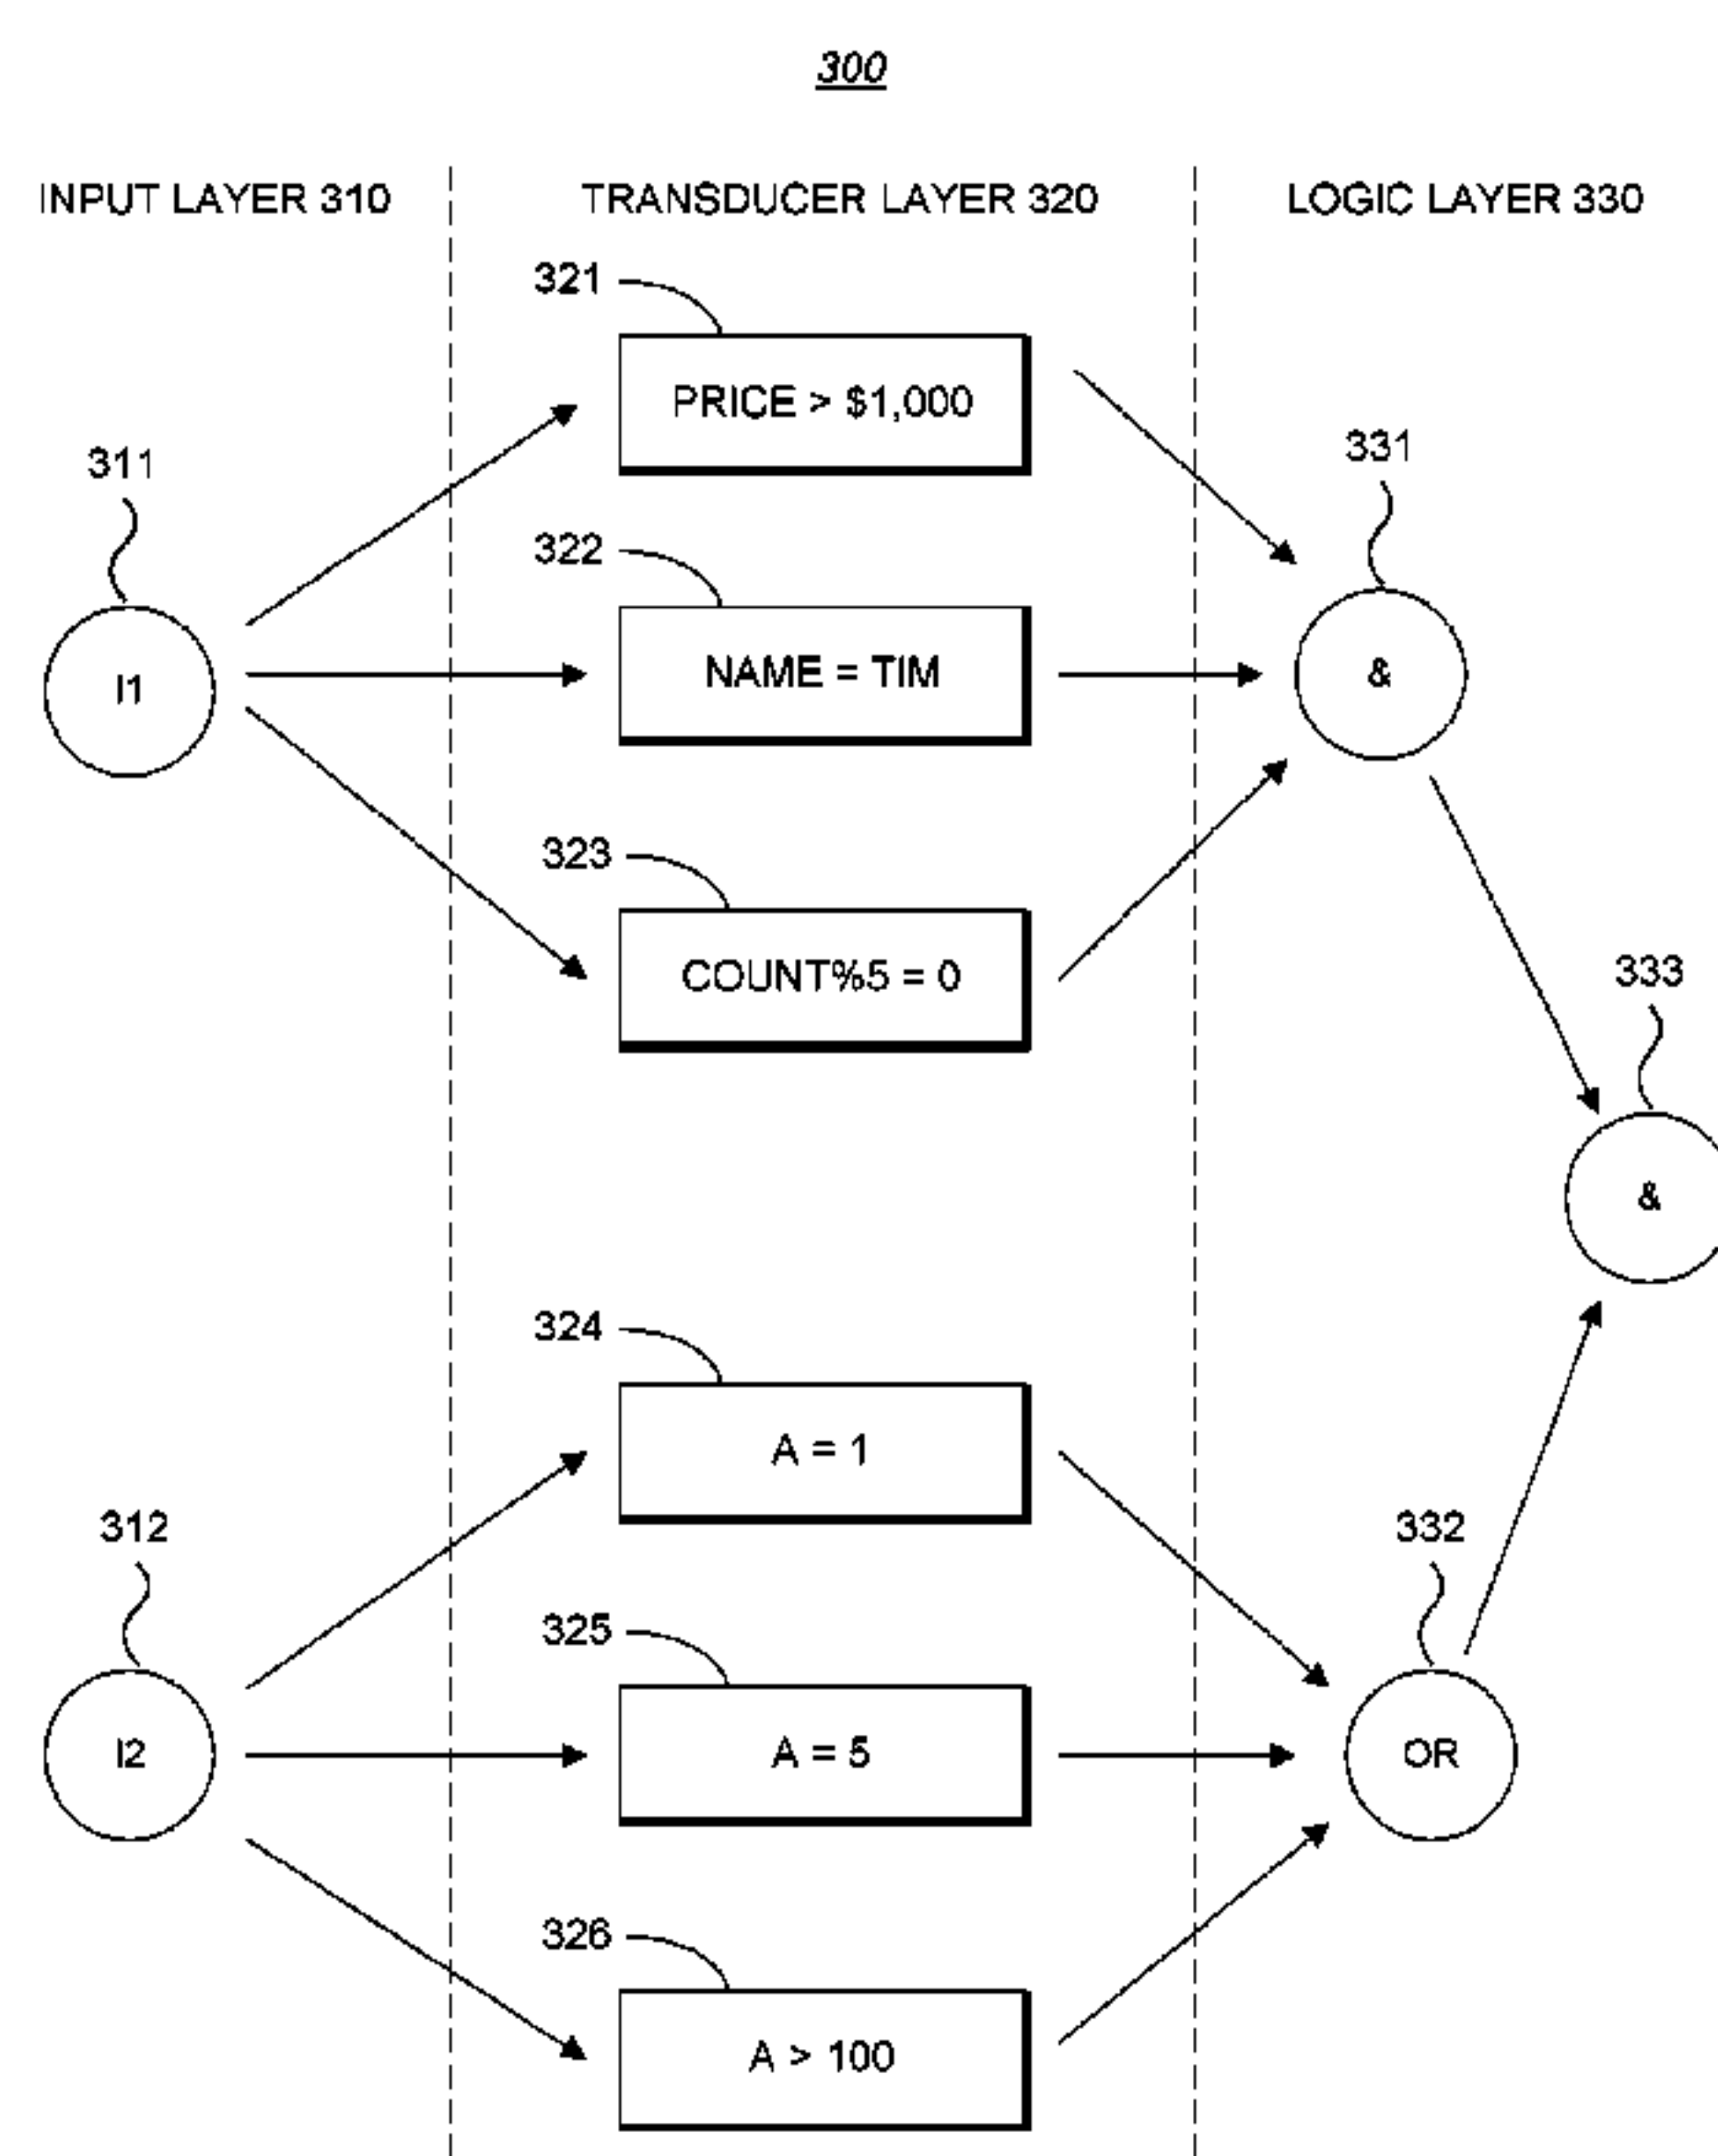 300
INPUT LAYER 310
TRANSDUCER LAYER 320
LOGIC LAYER 330
321
PRICE > $1,000
311
331
322
I1
NAME = TIM
&
323
COUNT%5 = 0
333
&
324
A = 1
312
332
325
I2
A = 5
OR
326
A > 100